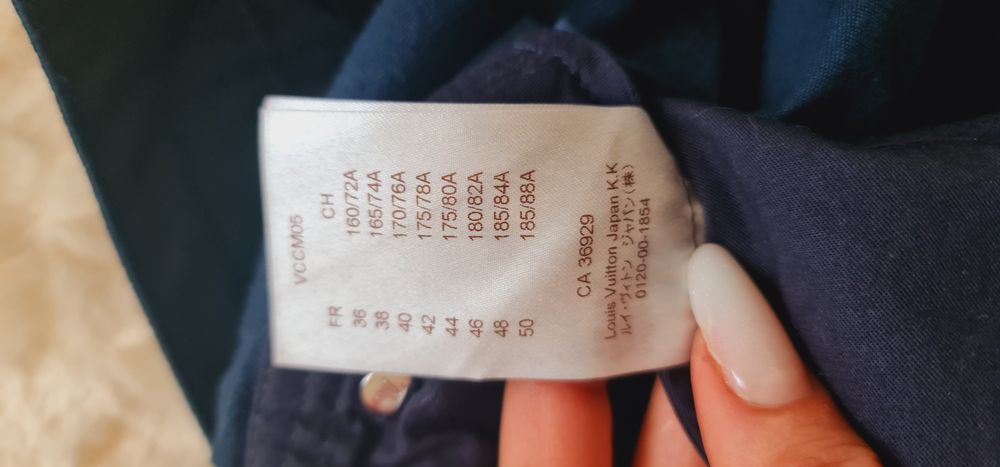 VCCM05
FR CH
36 160/72A
38 165/74A
40 170/76A
42 175/78A
44 175/80A
46 180/82A
48 185/84A
50 185/88A
CA 36929
Louis Vuitton Japan K.K
ルイ・ヴィトン ジャパン(株)
0120-00-1854